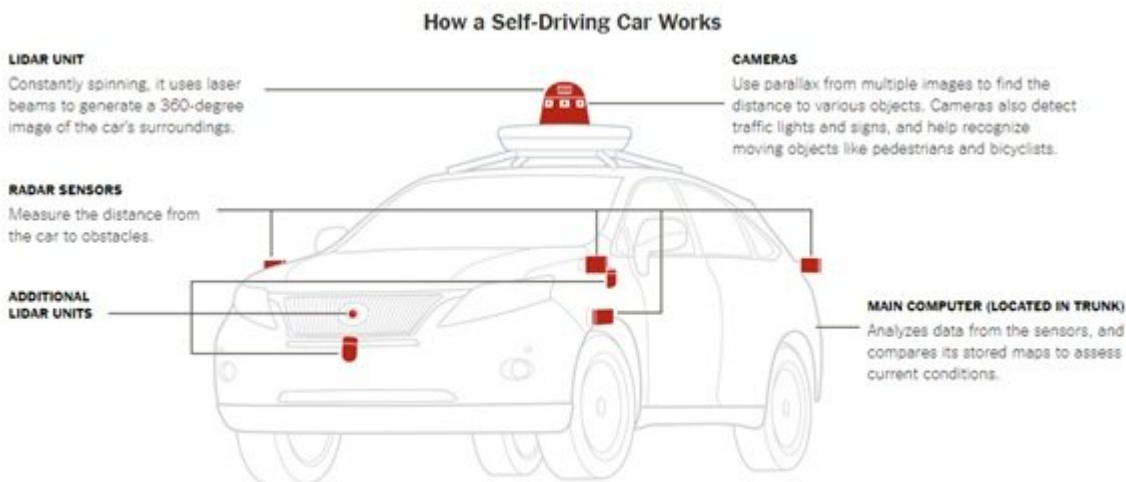 How a Self-Driving Car Works
LIDAR UNIT
Constantly spinning, it uses laser
beams to generate a 360-degree
image of the car's surroundings.
CAMERAS
Use parallax from multiple images to find the
distance to various objects. Cameras also detect
traffic lights and signs, and help recognize
moving objects like pedestrians and bicyclists.
RADAR SENSORS
Measure the distance from
the car to obstacles.
ADDITIONAL
LIDAR UNITS
MAIN COMPUTER (LOCATED IN TRUNK)
Analyzes data from the sensors, and
compares its stored maps to assess
current conditions.